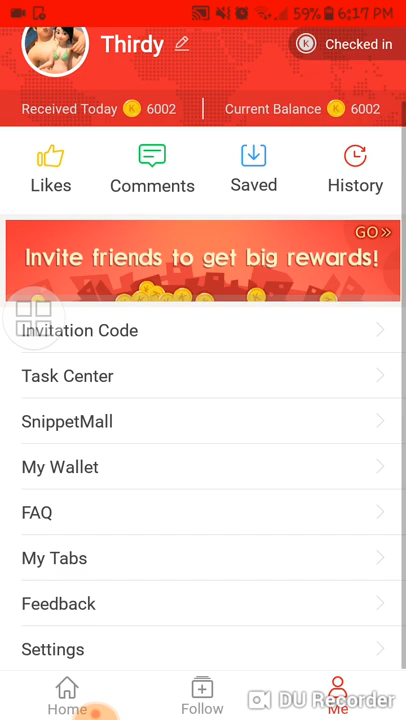 59% 6:17 PM
Thirdy
K Checked in
Received Today K 6002
Current Balance K 6002
Likes
Comments
Saved
History
GO»
Invite friends to get big rewards!
Invitation Code
Task Center
SnippetMall
My Wallet
FAQ
My Tabs
Feedback
Settings
Home
Follow
Me
DU Recorder